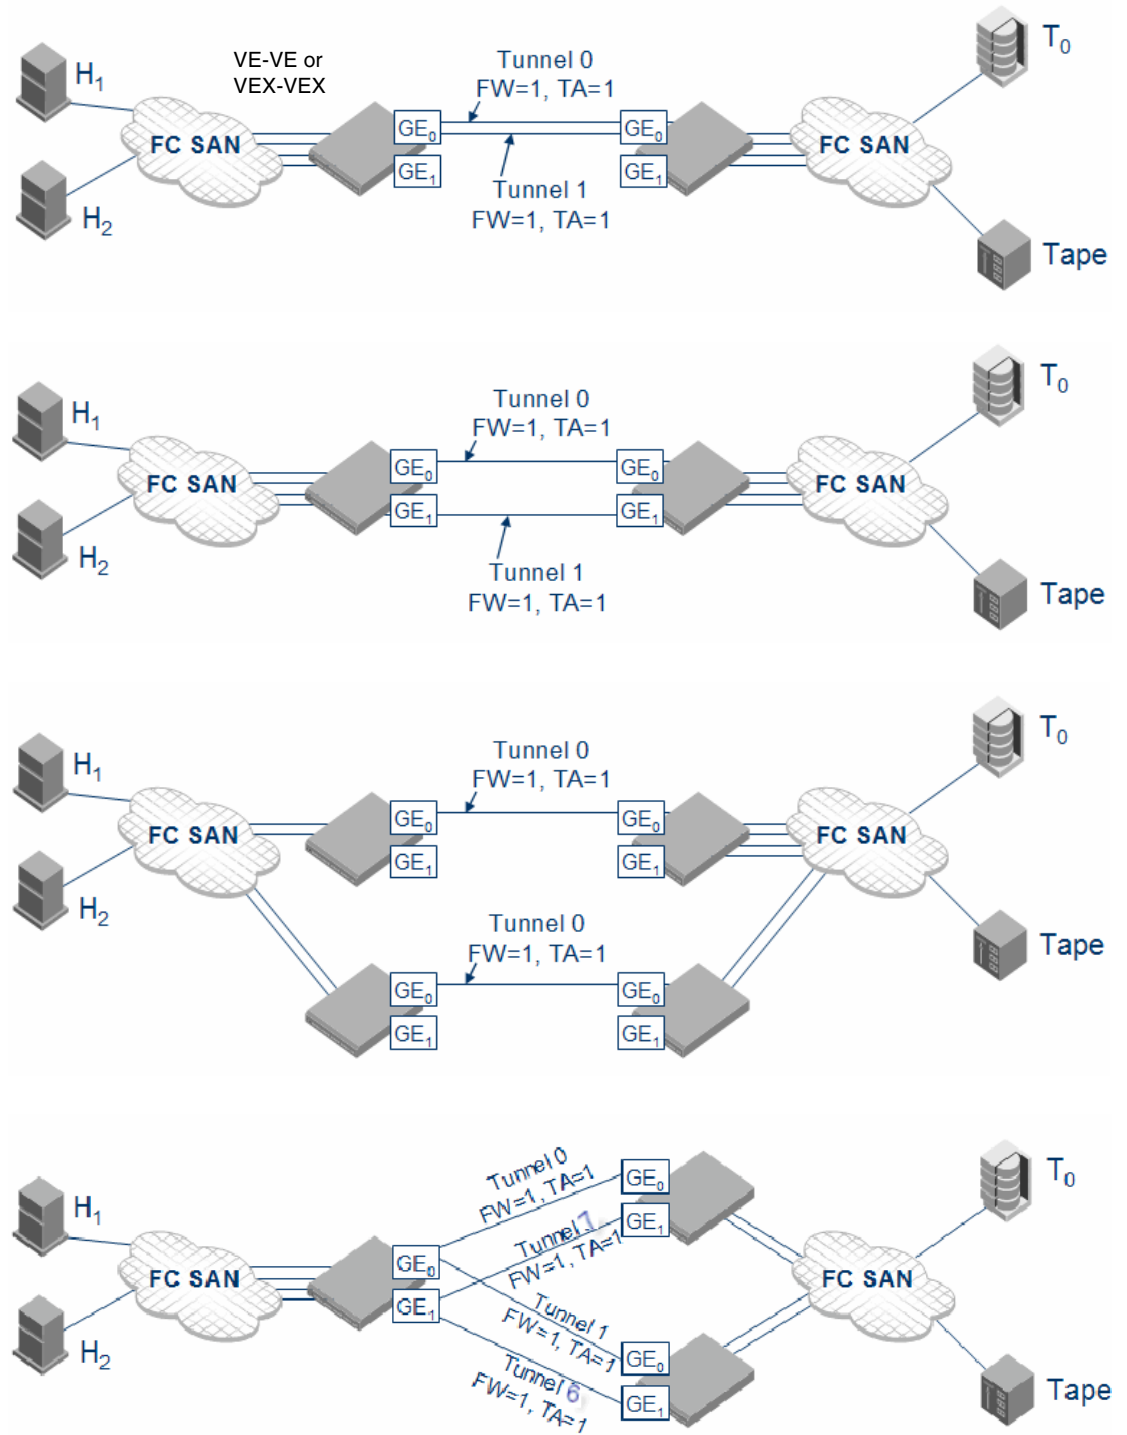 VE-VE or
VEX-VEX
Tunnel 0
FW=1, TA=1
T0
H1
GE0
GE0
FC SAN
FC SAN
GE1
GE1
Tunnel 1
FW=1, TA=1
H2
Tape
T0
Tunnel 0
FW=1, TA=1
H1
GE0
GE0
FC SAN
FC SAN
GE1
GE1
H2
Tunnel 1
FW=1, TA=1
Tape
T0
Tunnel 0
FW=1, TA=1
H1
GE0
GE0
FC SAN
FC SAN
GE1
GE1
H2
Tunnel 0
FW=1, TA=1
Tape
GE0
GE0
GE1
GE1
Tunnel 0
FW=1, TA=1
GE0
T0
H1
GE1
Tunnel 7
FW=1, TA=1
GE0
FC SAN
FC SAN
GE1
Tunnel 1
FW=1, TA=1
H2
GE0
Tunnel 6
FW=1, TA=1
GE1
Tape